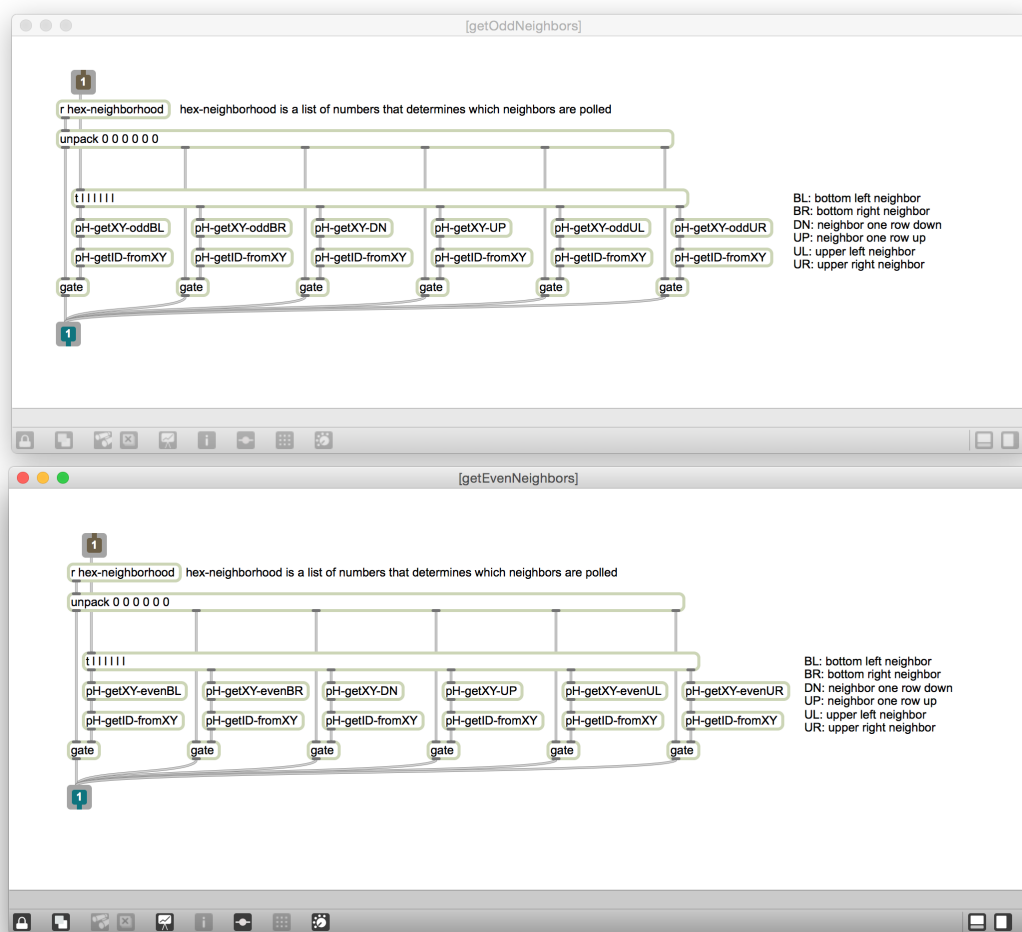 [getOddNeighbors]
1
r hex-neighborhood hex-neighborhood is a list of numbers that determines which neighbors are polled
unpack 0 0 0 0 0 0
t l l l l l l
BL: bottom left neighbor
BR: bottom right neighbor
DN: neighbor one row down
UP: neighbor one row up
UL: upper left neighbor
UR: upper right neighbor
pH-getXY-oddBL pH-getXY-oddBR pH-getXY-DN pH-getXY-UP pH-getXY-oddUL pH-getXY-oddUR
pH-getID-fromXY pH-getID-fromXY pH-getID-fromXY pH-getID-fromXY pH-getID-fromXY pH-getID-fromXY
gate gate gate gate gate gate
1
[getEvenNeighbors]
1
r hex-neighborhood hex-neighborhood is a list of numbers that determines which neighbors are polled
unpack 0 0 0 0 0 0
t l l l l l l
BL: bottom left neighbor
BR: bottom right neighbor
DN: neighbor one row down
UP: neighbor one row up
UL: upper left neighbor
UR: upper right neighbor
pH-getXY-evenBL pH-getXY-evenBR pH-getXY-DN pH-getXY-UP pH-getXY-evenUL pH-getXY-evenUR
pH-getID-fromXY pH-getID-fromXY pH-getID-fromXY pH-getID-fromXY pH-getID-fromXY pH-getID-fromXY
gate gate gate gate gate gate
1